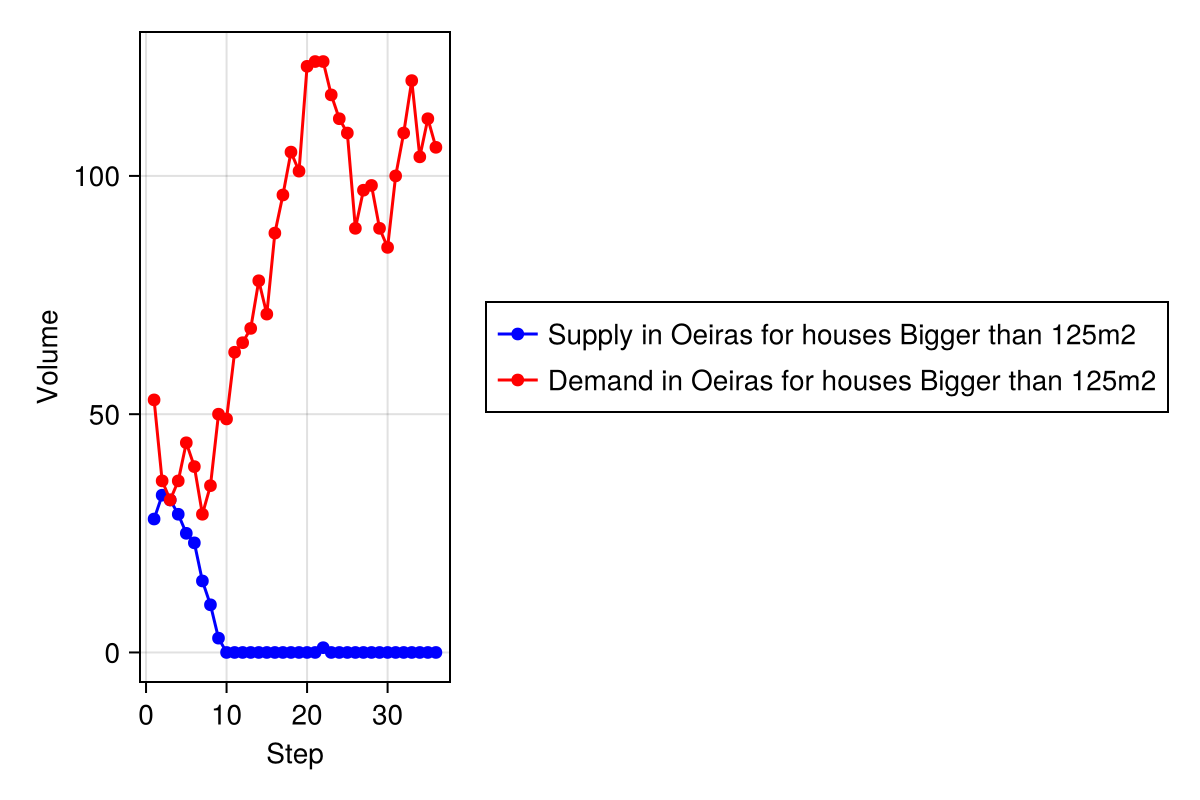 Volume
100
50
0
0 10 20 30
Step
Supply in Oeiras for houses Bigger than 125m2
Demand in Oeiras for houses Bigger than 125m2